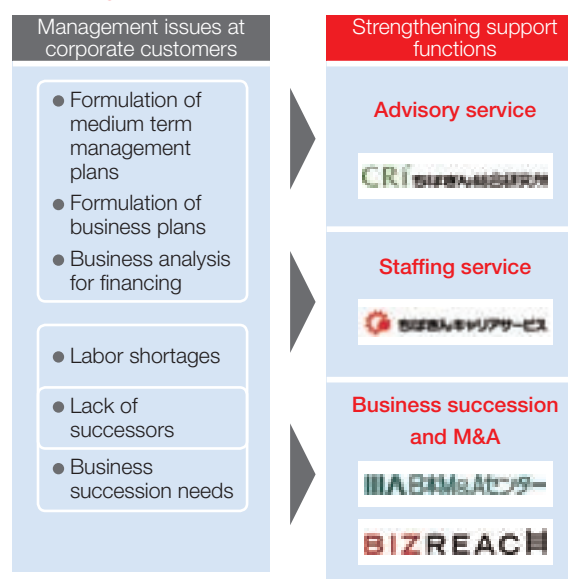 Management issues at
corporate customers
Formulation of
medium term
management
plans
Formulation of
business plans
Business analysis
for financing
Labor shortages
Lack of
successors
Business
succession needs
Strengthening support
functions
Advisory service
CRI
Staffing service
ちばぎんキャリアサービス
Business succession
and M&A
日本M&Aセンター
BIZREACH